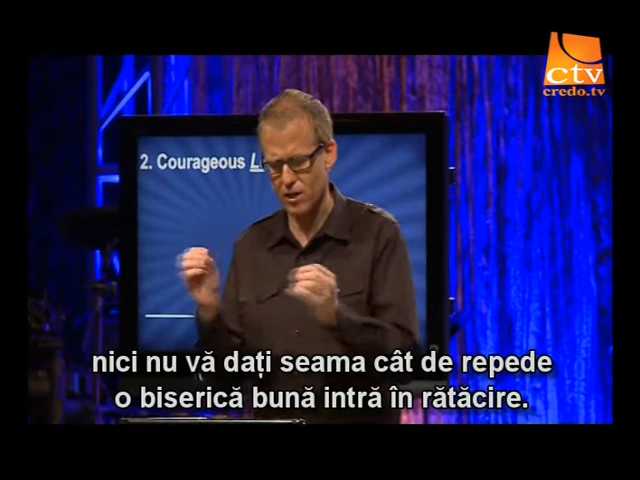 ctv
credo.tv
2. Courageous
nici nu vă dați seama cât de repede
o biserică bună intră în rătăcire.